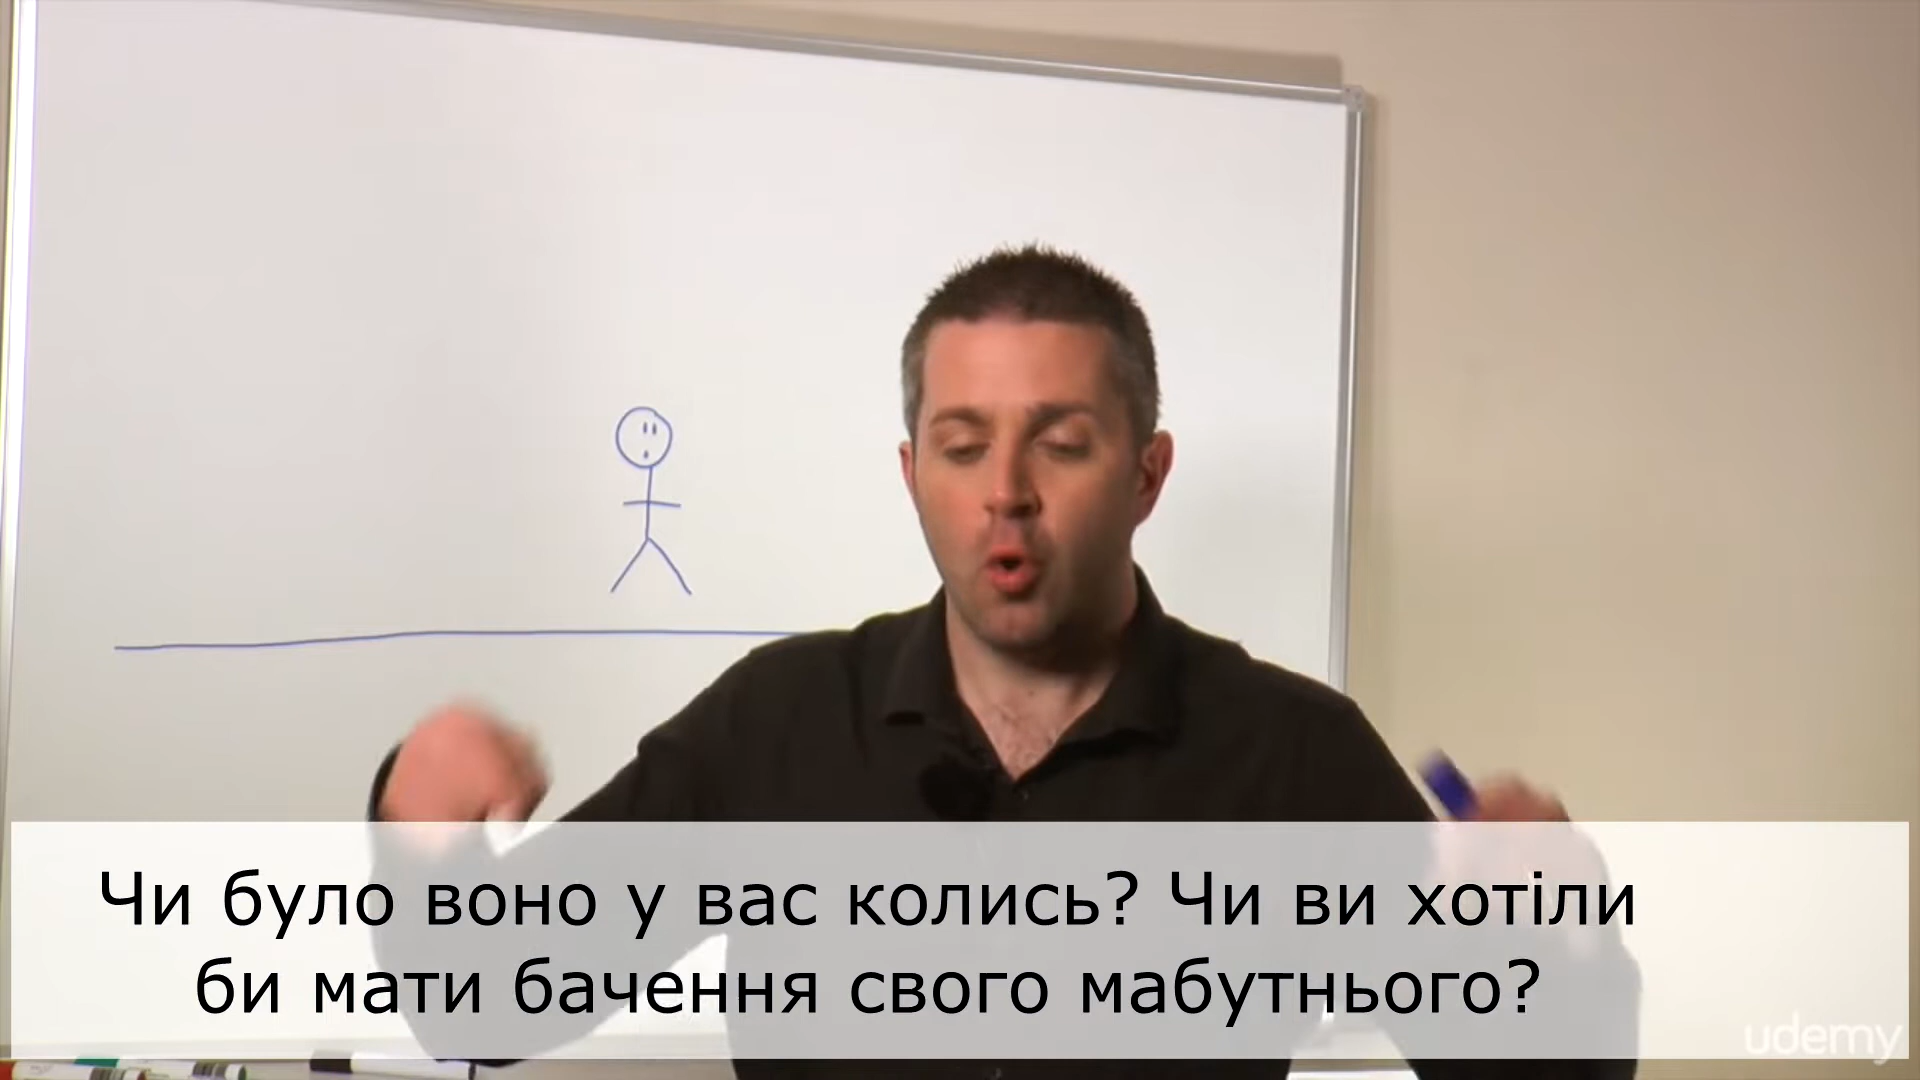 Чи було воно у вас колись? Чи ви хотіли
би мати бачення свого мабутнього?
udemy